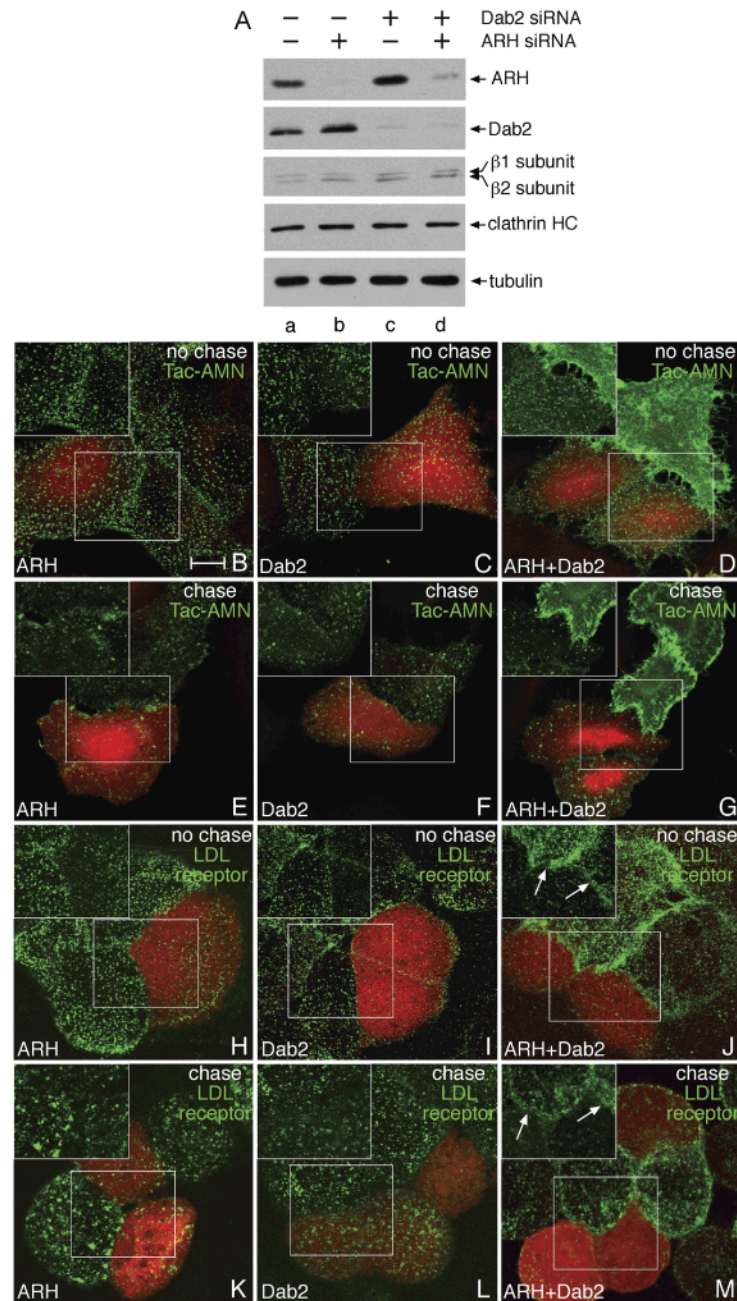 A
− − + + Dab2 siRNA
− + − + ARH siRNA
ARH
Dab2
β1 subunit
β2 subunit
clathrin HC
tubulin
a b c d
no chase
Tac-AMN
ARH
B
no chase
Tac-AMN
Dab2
C
no chase
Tac-AMN
ARH+Dab2
D
chase
Tac-AMN
ARH
E
chase
Tac-AMN
Dab2
F
chase
Tac-AMN
ARH+Dab2
G
no chase
LDL
receptor
ARH
H
no chase
LDL
receptor
Dab2
I
no chase
LDL
receptor
ARH+Dab2
J
chase
LDL
receptor
ARH
K
chase
LDL
receptor
Dab2
L
chase
LDL
receptor
ARH+Dab2
M